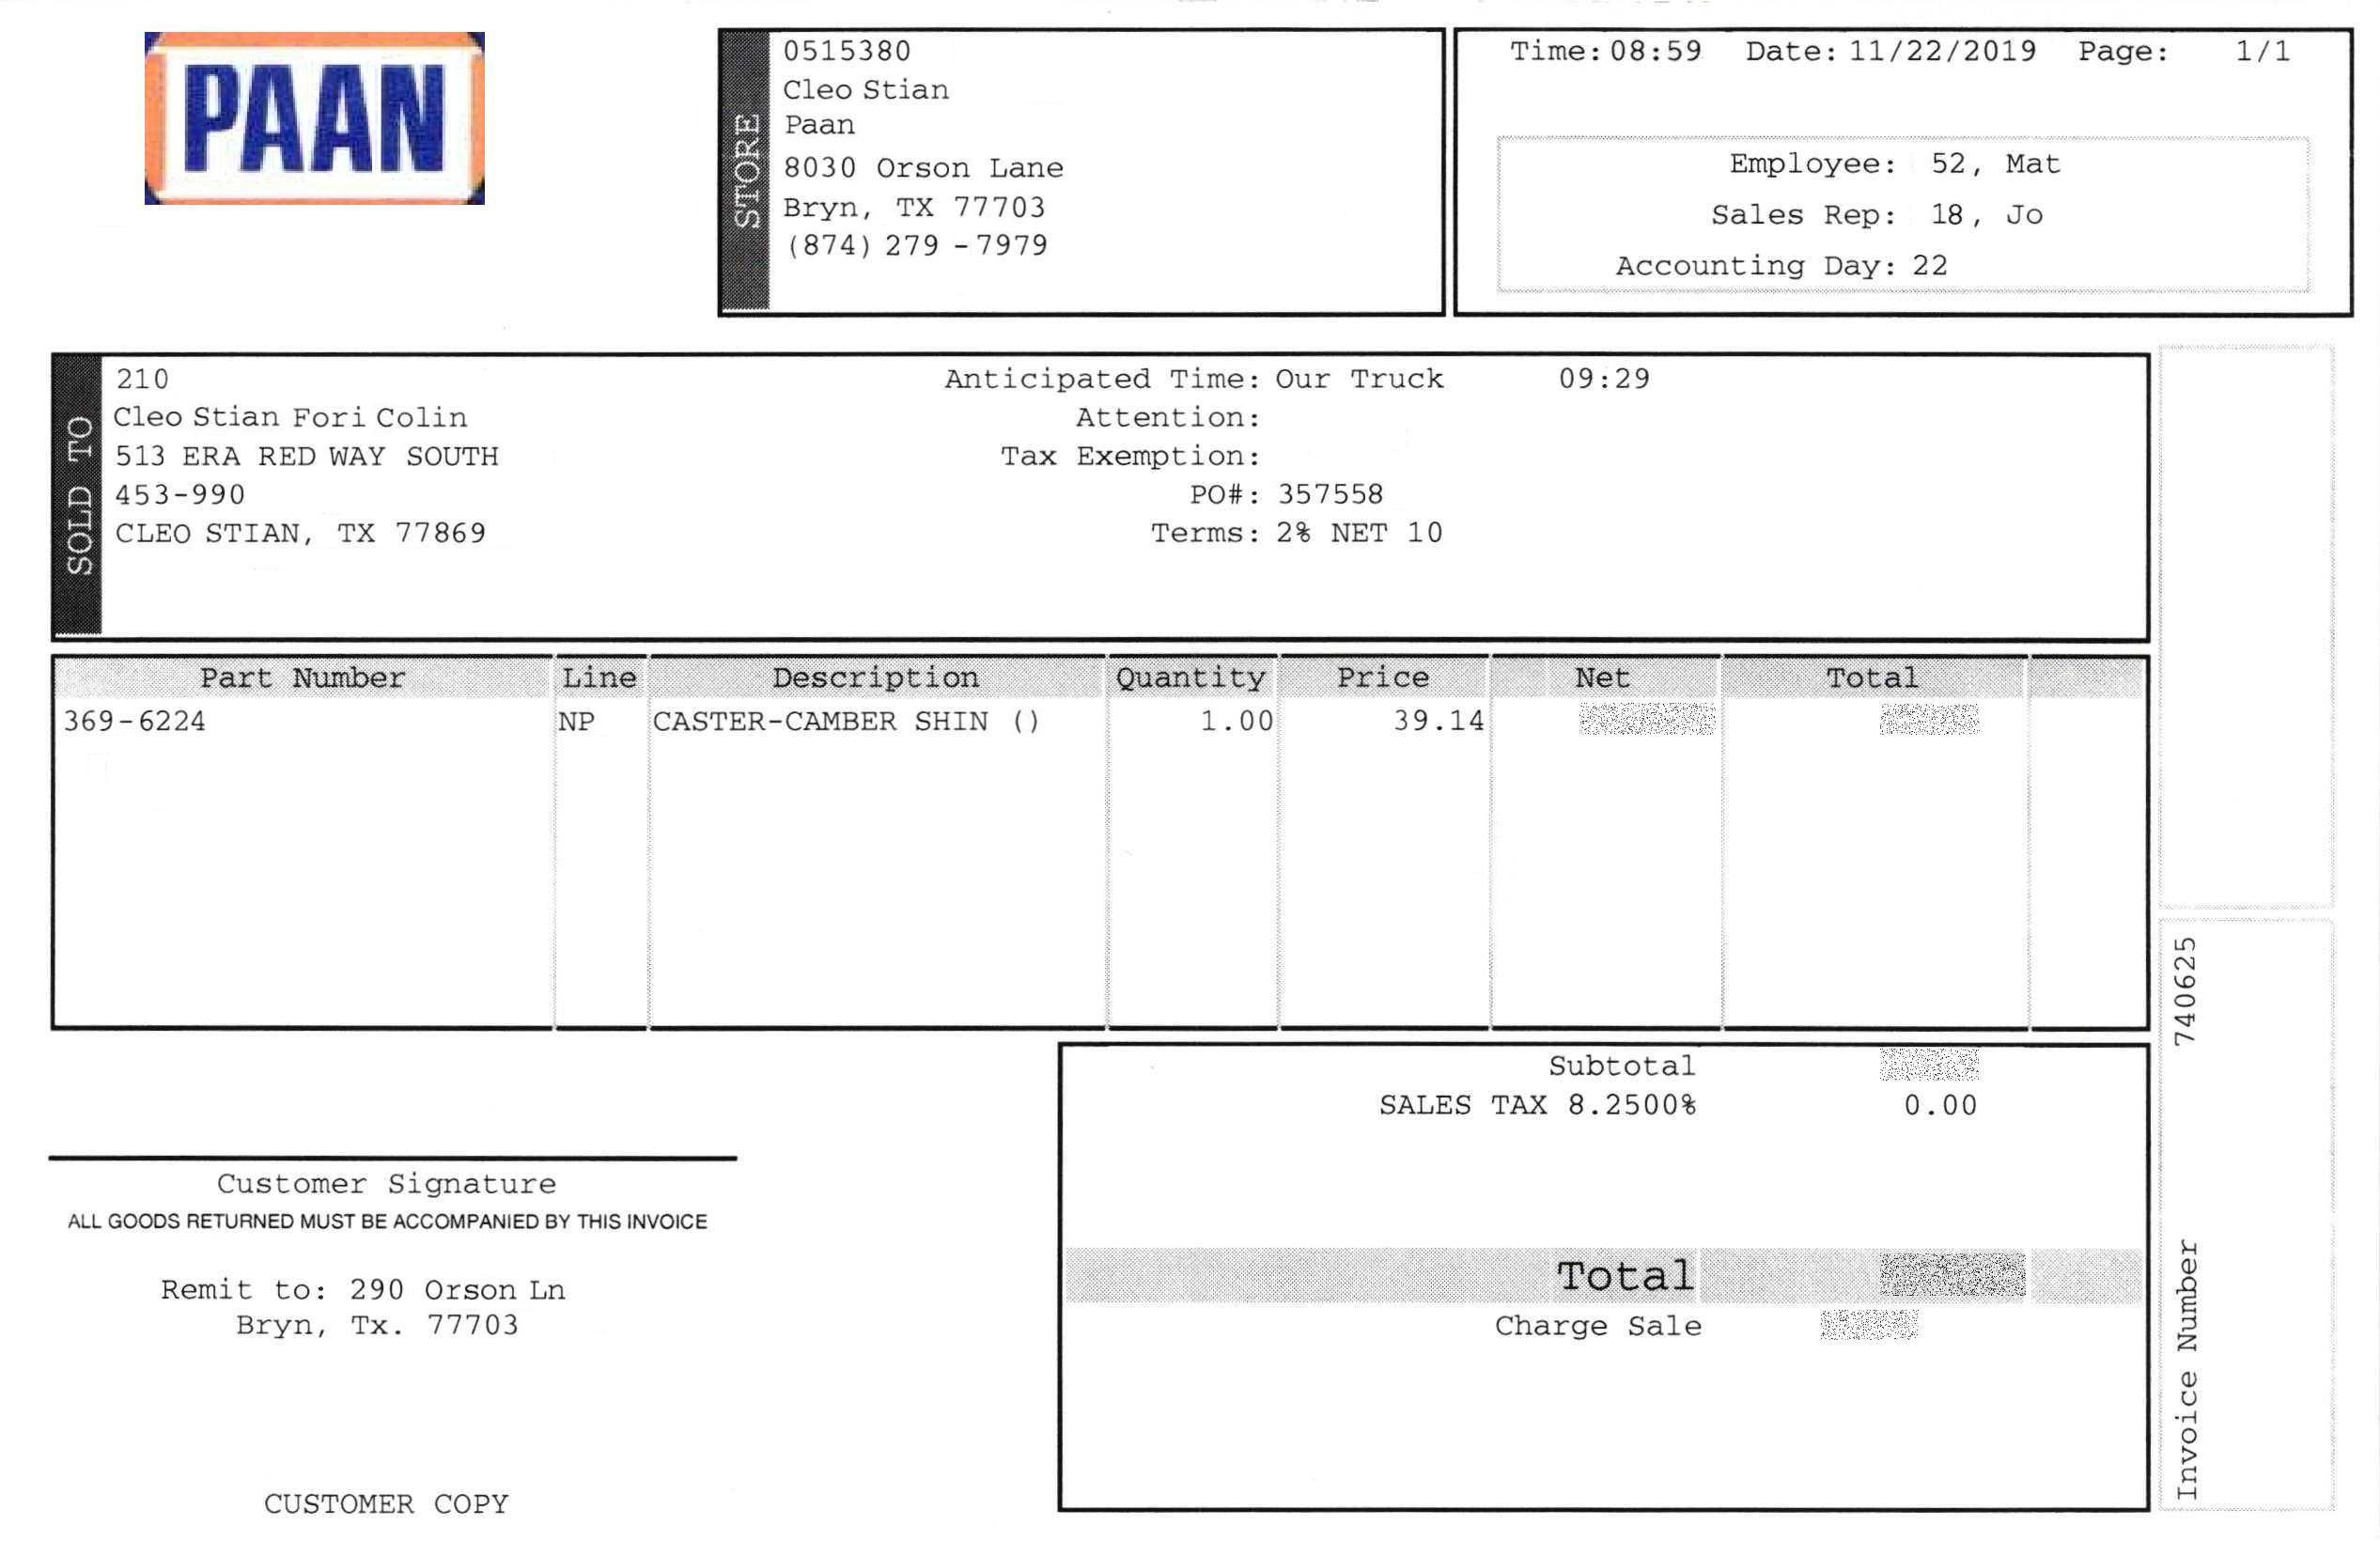 PAAN
STORE
0515380
Cleo Stian
Paan
8030 Orson Lane
Bryn, TX 77703
(874) 279 -7979
Time: 08:59 Date: 11/22/2019 Page: 1/1
Employee: 52, Mat
Sales Rep: 18, Jo
Accounting Day: 22
SOLD TO
210
Cleo Stian Fori Colin
513 ERA RED WAY SOUTH
453-990
CLEO STIAN, TX 77869
Anticipated Time: Our Truck 09:29
Attention:
Tax Exemption:
PO#: 357558
Terms: 2% NET 10
Part Number Line Description Quantity Price Net Total
369-6224 NP CASTER-CAMBER SHIN () 1.00 39.14
Subtotal
SALES TAX 8.2500% 0.00
Total
Charge Sale
Customer Signature
ALL GOODS RETURNED MUST BE ACCOMPANIED BY THIS INVOICE
Remit to: 290 Orson Ln
Bryn, Tx. 77703
CUSTOMER COPY
Invoice Number 740625